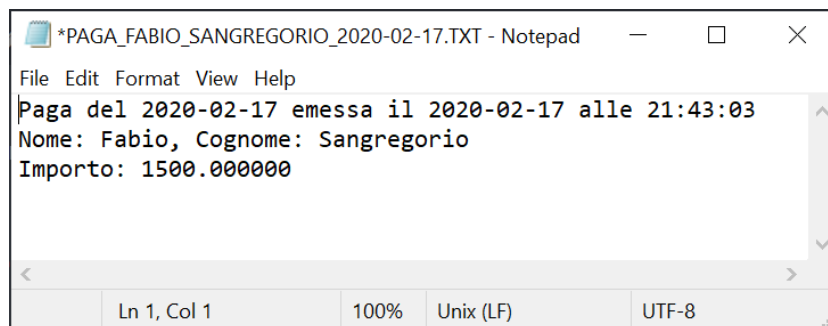 *PAGA_FABIO_SANGREGORIO_2020-02-17.TXT - Notepad
File Edit Format View Help
Paga del 2020-02-17 emessa il 2020-02-17 alle 21:43:03
Nome: Fabio, Cognome: Sangregorio
Importo: 1500.000000
Ln 1, Col 1 100% Unix (LF) UTF-8